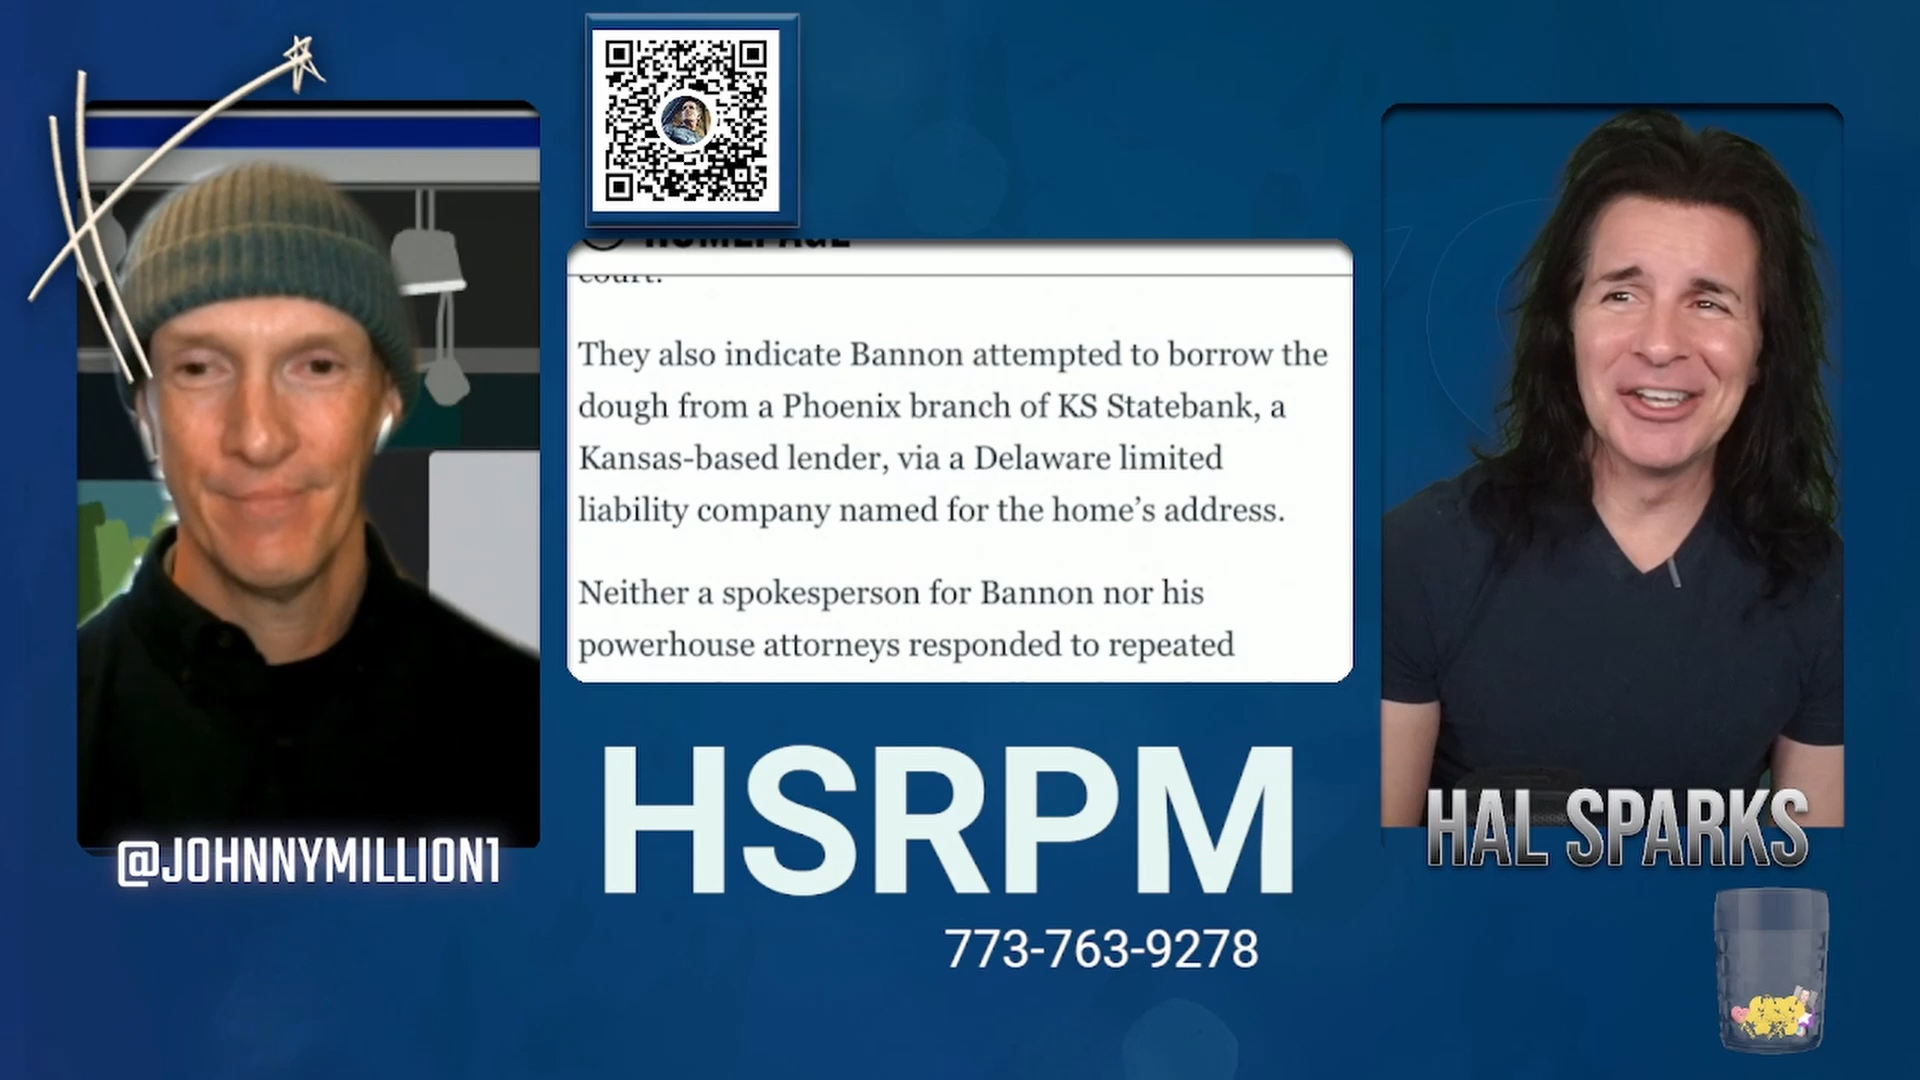 HOMEPAGE
court.
They also indicate Bannon attempted to borrow the
dough from a Phoenix branch of KS Statebank, a
Kansas-based lender, via a Delaware limited
liability company named for the home’s address.
Neither a spokesperson for Bannon nor his
powerhouse attorneys responded to repeated
@JOHNNYMILLION1
HSRPM
773-763-9278
HAL SPARKS